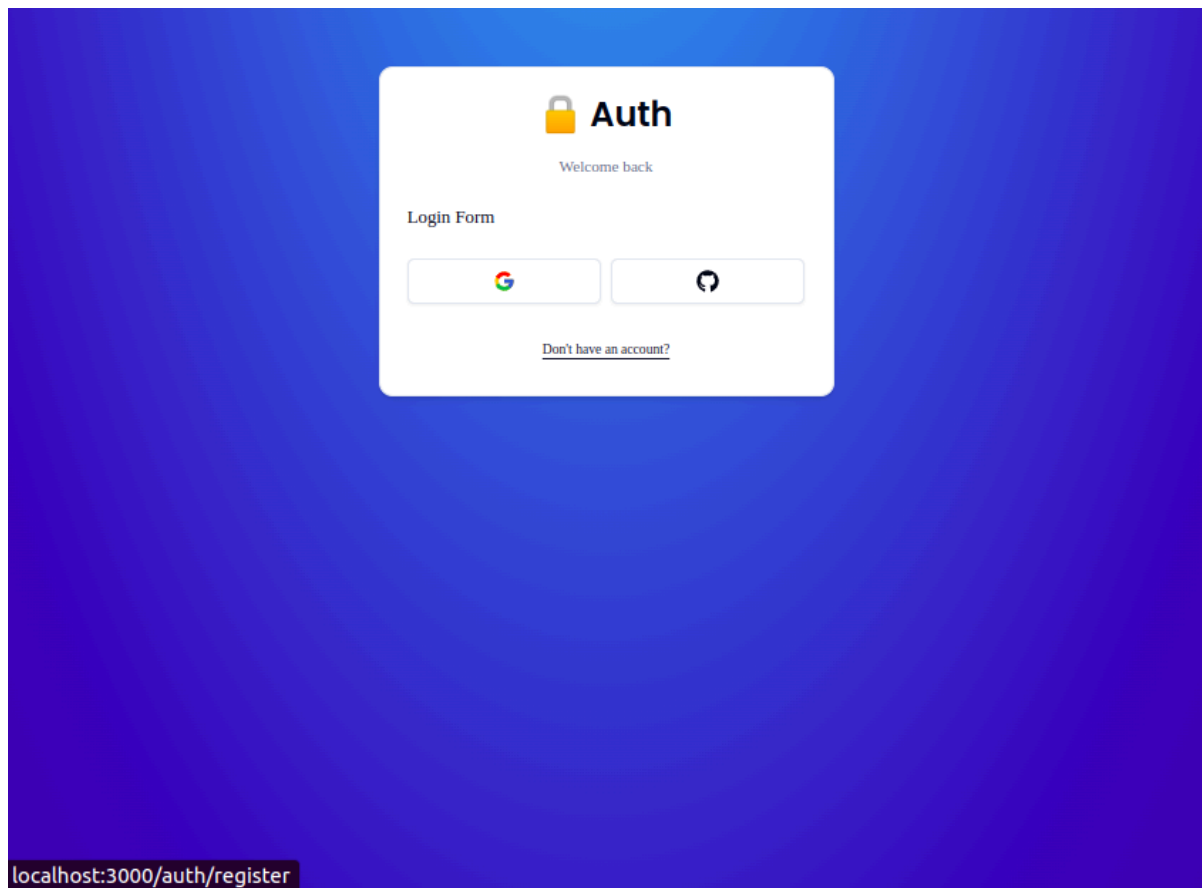 🔒 Auth
Welcome back
Login Form
Don't have an account?
localhost:3000/auth/register